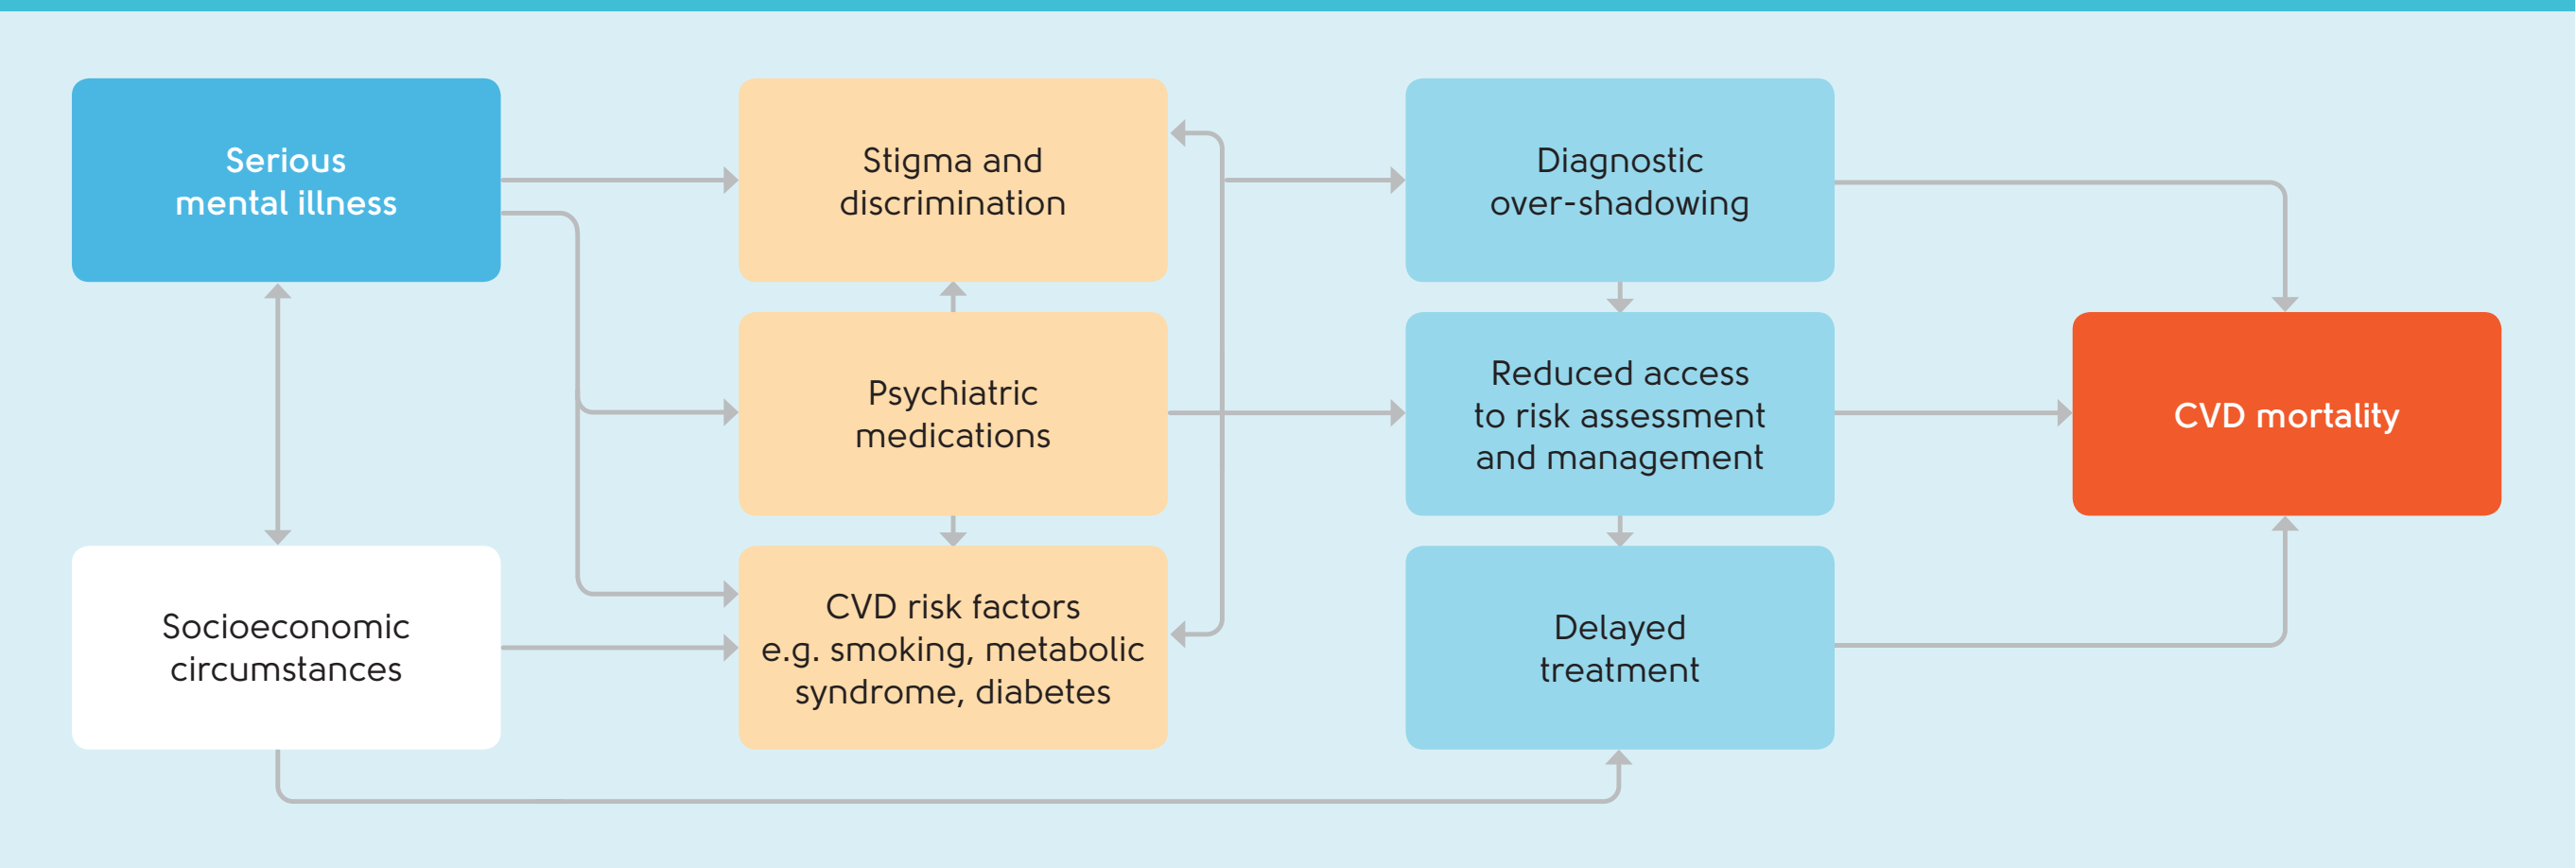 Serious
mental illness
Stigma and
discrimination
Diagnostic
over-shadowing
Psychiatric
medications
Reduced access
to risk assessment
and management
CVD mortality
Socioeconomic
circumstances
CVD risk factors
e.g. smoking, metabolic
syndrome, diabetes
Delayed
treatment